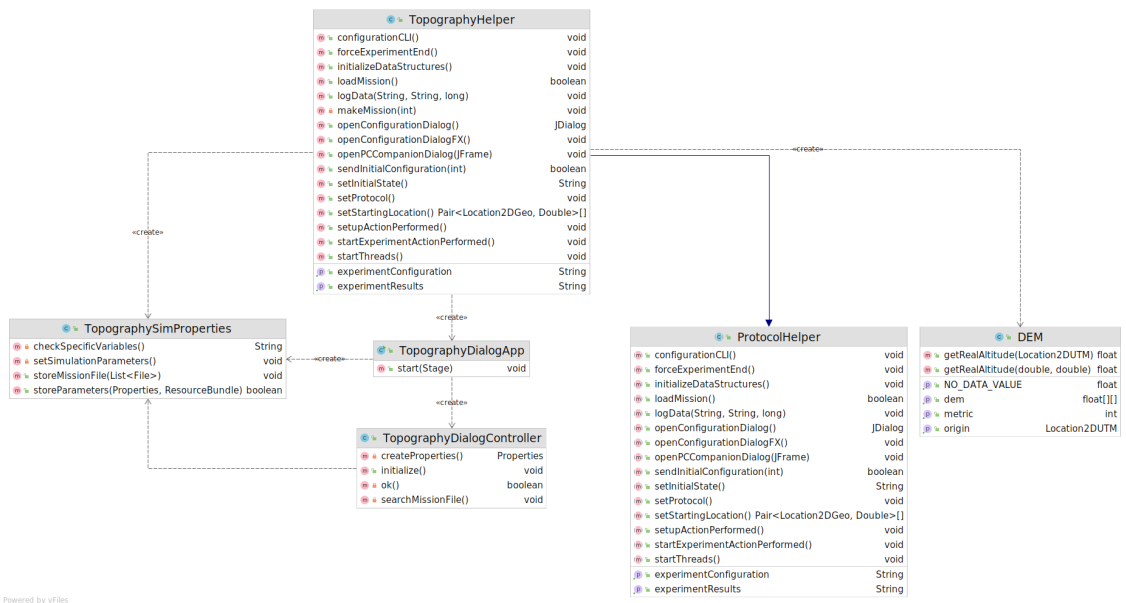 TopographyHelper
configurationCLI() void
forceExperimentEnd() void
initializeDataStructures() void
loadMission() boolean
logData(String, String, long) void
makeMission(int) void
openConfigurationDialog() JDialog
openConfigurationDialogFX() void
openPCCompanionDialog(JFrame) void
sendInitialConfiguration(int) boolean
setInitialState() String
setProtocol() void
setStartingLocation() Pair<Location2DGeo, Double>[]
setupActionPerformed() void
startExperimentActionPerformed() void
startThreads() void
experimentConfiguration String
experimentResults String
«create»
«create»
«create»
«create»
«create»
TopographySimProperties
checkSpecificVariables() String
setSimulationParameters() void
storeMissionFile(List<File>) void
storeParameters(Properties, ResourceBundle) boolean
TopographyDialogApp
start(Stage) void
TopographyDialogController
createProperties() Properties
initialize() void
ok() boolean
searchMissionFile() void
ProtocolHelper
configurationCLI() void
forceExperimentEnd() void
initializeDataStructures() void
loadMission() boolean
logData(String, String, long) void
openConfigurationDialog() JDialog
openConfigurationDialogFX() void
openPCCompanionDialog(JFrame) void
sendInitialConfiguration(int) boolean
setInitialState() String
setProtocol() void
setStartingLocation() Pair<Location2DGeo, Double>[]
setupActionPerformed() void
startExperimentActionPerformed() void
startThreads() void
experimentConfiguration String
experimentResults String
DEM
getRealAltitude(Location2DUTM) float
getRealAltitude(double, double) float
NO_DATA_VALUE float
dem float[][]
metric int
origin Location2DUTM
Powered by yFiles